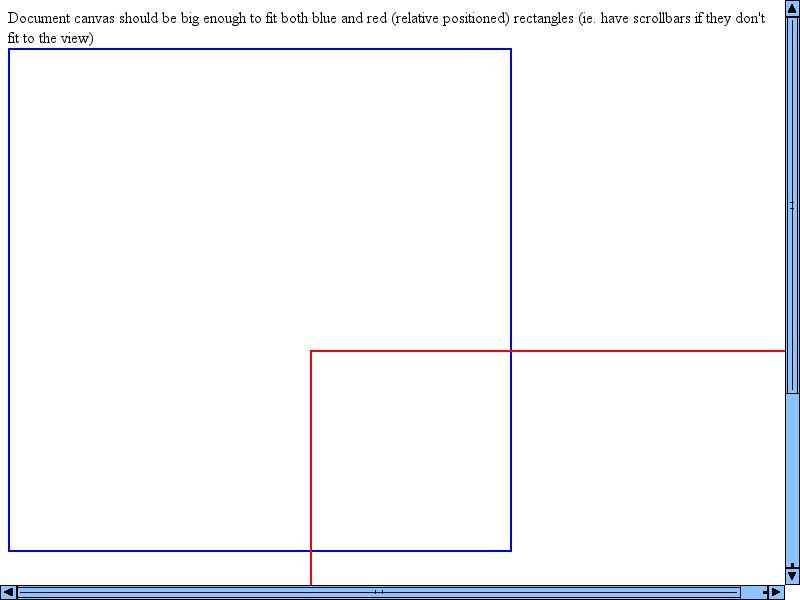 Document canvas should be big enough to fit both blue and red (relative positioned) rectangles (ie. have scrollbars if they don't
fit to the view)